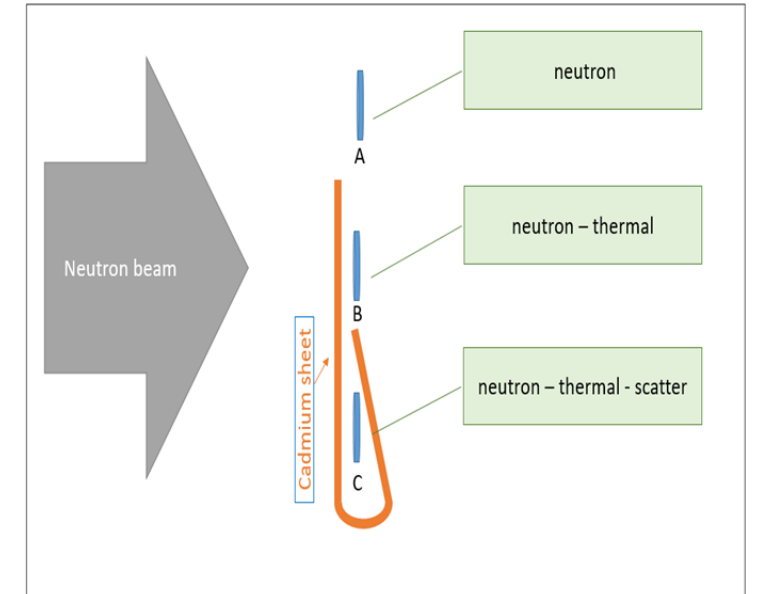 neutron
A
neutron – thermal
Neutron beam
B
Cadmium sheet
neutron – thermal - scatter
C